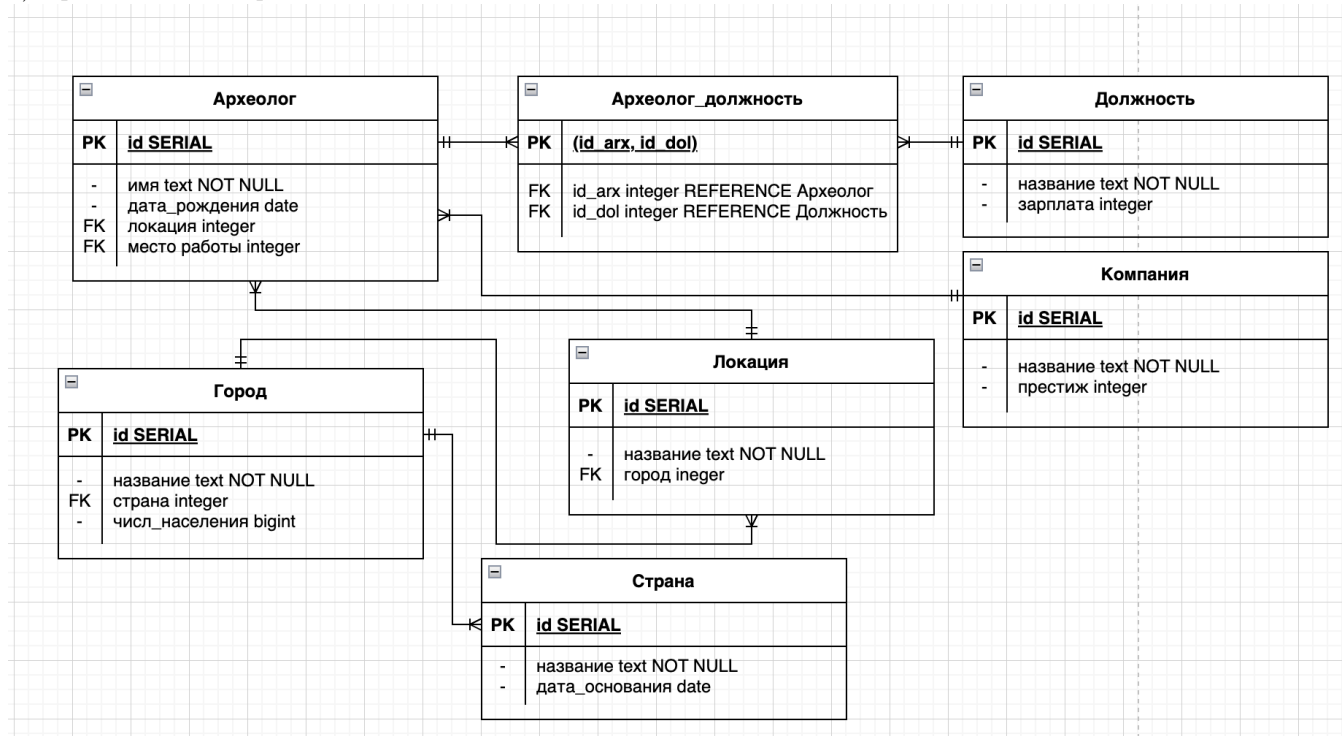 Археолог
PK id SERIAL
- имя text NOT NULL
- дата_рождения date
FK локация integer
FK место работы integer
Археолог_должность
PK (id_arx, id_dol)
FK id_arx integer REFERENCE Археолог
FK id_dol integer REFERENCE Должность
Должность
PK id SERIAL
- название text NOT NULL
- зарплата integer
Компания
PK id SERIAL
- название text NOT NULL
- престиж integer
Город
PK id SERIAL
- название text NOT NULL
FK страна integer
- числ_населения bigint
Локация
PK id SERIAL
- название text NOT NULL
FK город ineger
Страна
PK id SERIAL
- название text NOT NULL
- дата_основания date